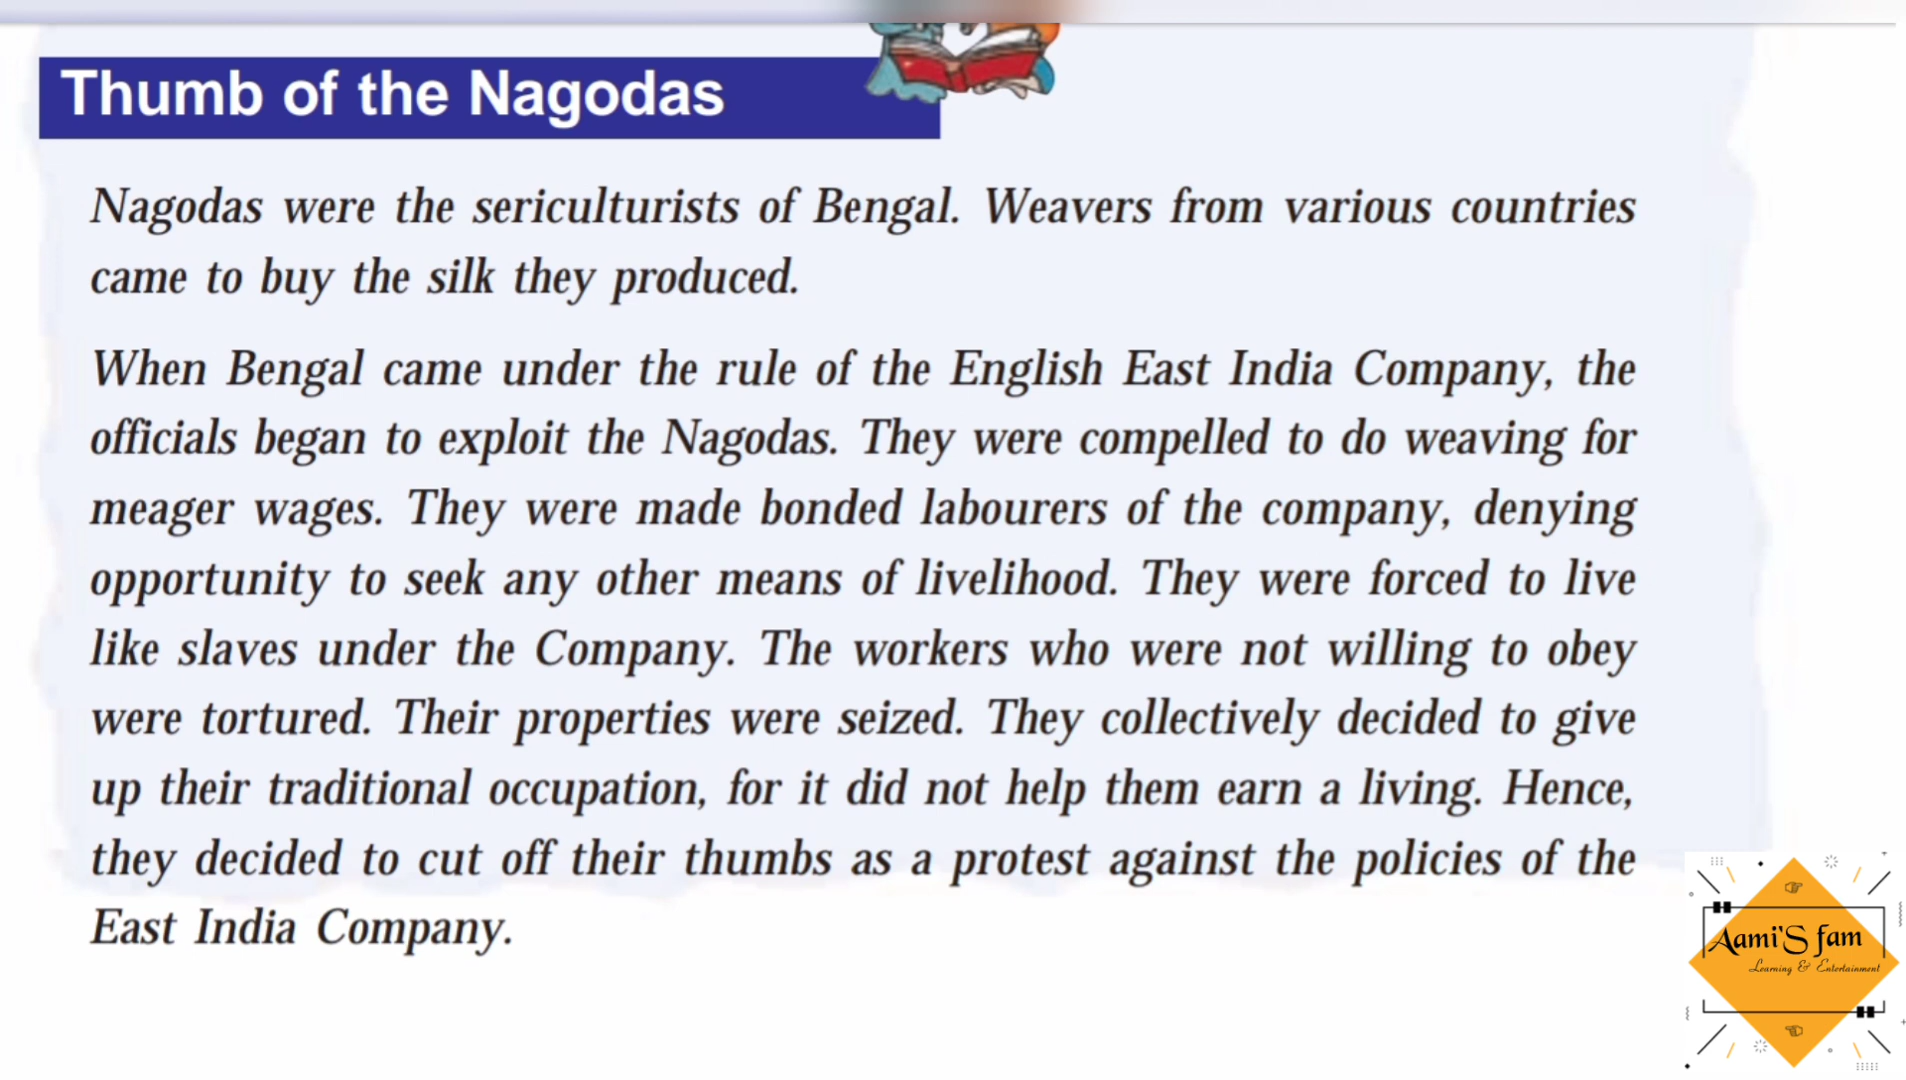 Thumb of the Nagodas
Nagodas were the sericulturists of Bengal. Weavers from various countries
came to buy the silk they produced.
When Bengal came under the rule of the English East India Company, the
officials began to exploit the Nagodas. They were compelled to do weaving for
meager wages. They were made bonded labourers of the company, denying
opportunity to seek any other means of livelihood. They were forced to live
like slaves under the Company. The workers who were not willing to obey
were tortured. Their properties were seized. They collectively decided to give
up their traditional occupation, for it did not help them earn a living. Hence,
they decided to cut off their thumbs as a protest against the policies of the
East India Company.
Aami'S fam
Learning & Entertainment